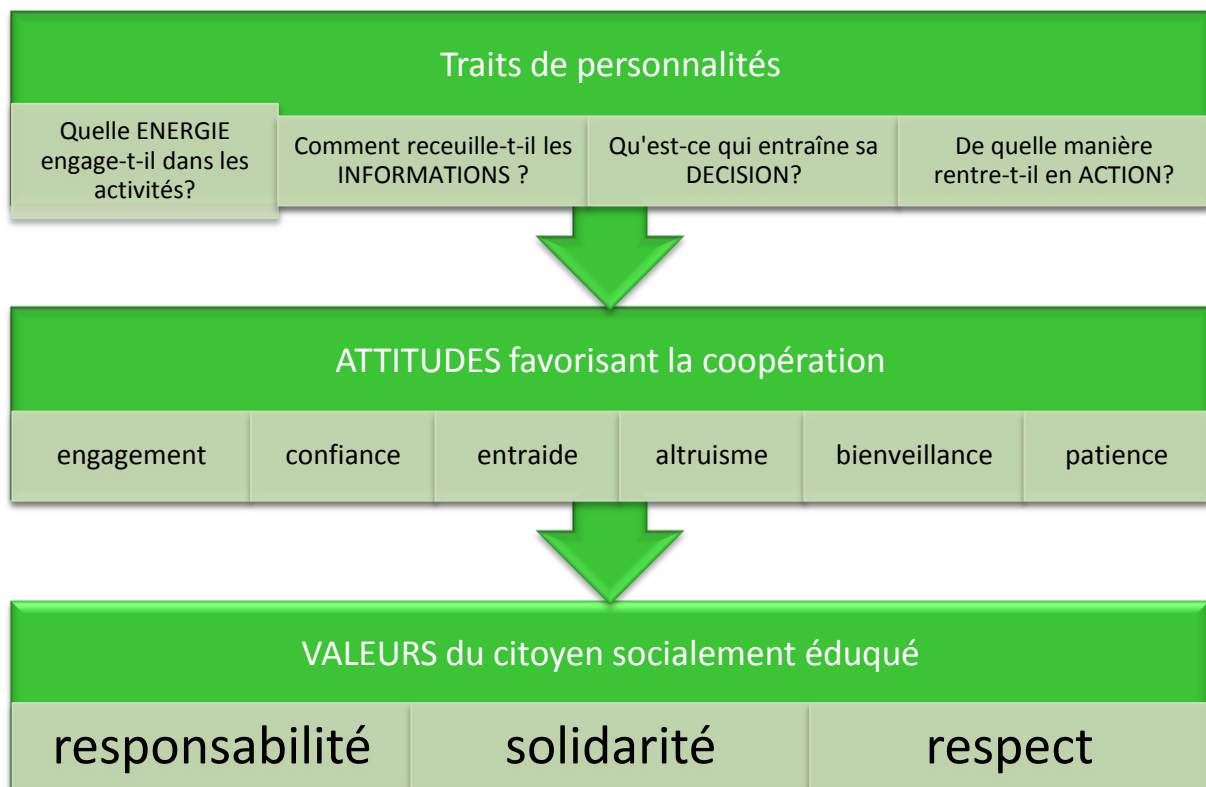 Traits de personnalités
Quelle ENERGIE
engage-t-il dans les
activités?
Comment receuille-t-il les
INFORMATIONS ?
Qu'est-ce qui entraîne sa
DECISION?
De quelle manière
rentre-t-il en ACTION?
ATTITUDES favorisant la coopération
engagement
confiance
entraide
altruisme
bienveillance
patience
VALEURS du citoyen socialement éduqué
responsabilité
solidarité
respect